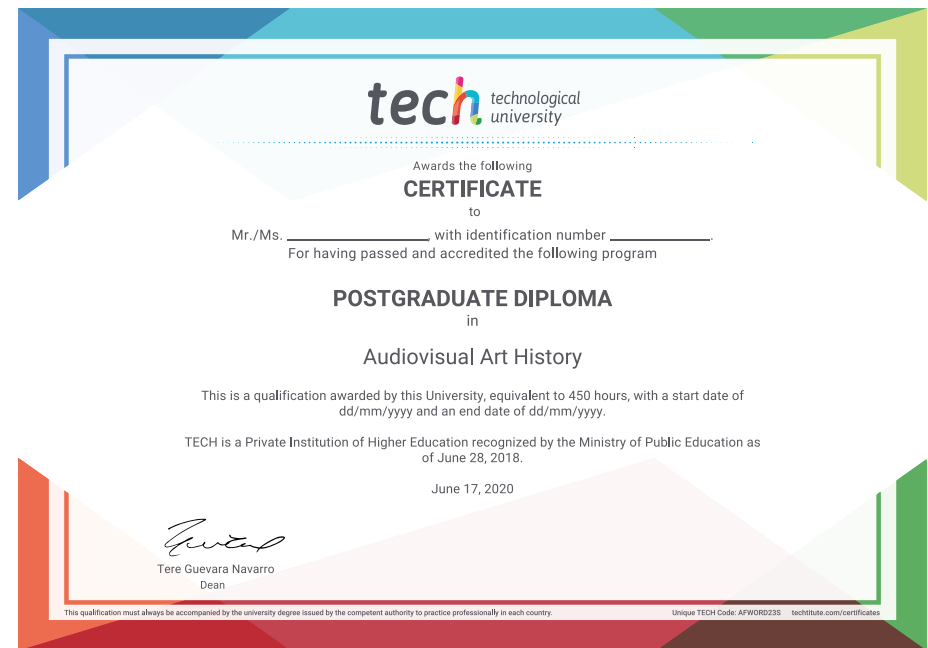 tech technological
university
Awards the following
CERTIFICATE
to
Mr./Ms. ____________, with identification number ____________.
For having passed and accredited the following program
POSTGRADUATE DIPLOMA
in
Audiovisual Art History
This is a qualification awarded by this University, equivalent to 450 hours, with a start date of
dd/mm/yyyy and an end date of dd/mm/yyyy.
TECH is a Private Institution of Higher Education recognized by the Ministry of Public Education as
of June 28, 2018.
June 17, 2020
Tere Guevara Navarro
Dean
This qualification must always be accompanied by the university degree issued by the competent authority to practice professionally in each country.
Unique TECH Code: AFWORD23S techtitute.com/certificates